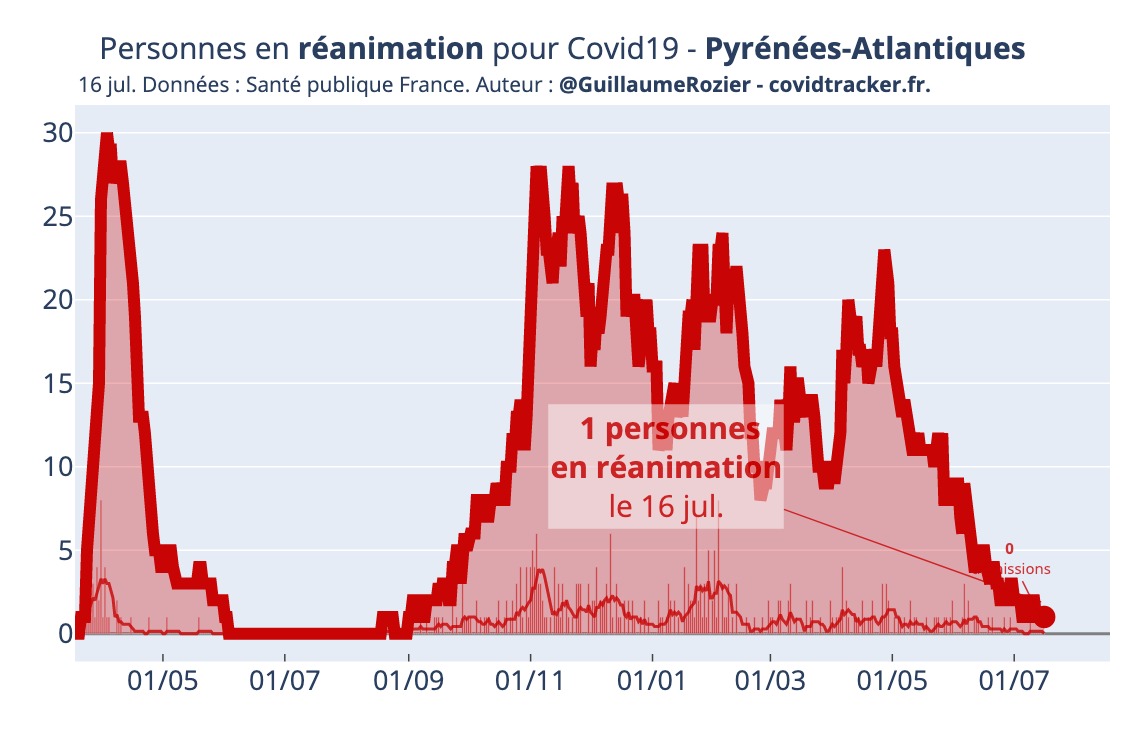 Personnes en réanimation pour Covid19 - Pyrénées-Atlantiques
16 jul. Données : Santé publique France. Auteur : @GuillaumeRozier - covidtracker.fr.
30
25
20
15
10
5
0
1 personnes
en réanimation
le 16 jul.
0
01/05 01/07 01/09 01/11 01/01 01/03 01/05 01/07